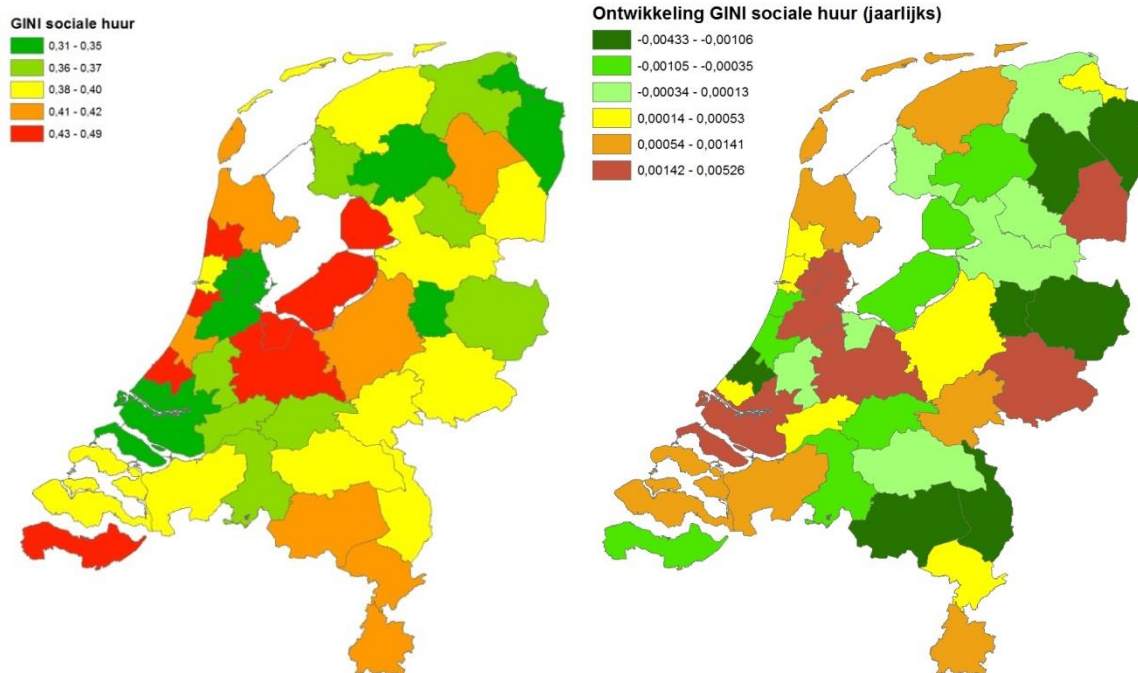 GINI sociale huur
0,31 - 0,35
0,36 - 0,37
0,38 - 0,40
0,41 - 0,42
0,43 - 0,49
Ontwikkeling GINI sociale huur (jaarlijks)
-0,00433 - -0,00106
-0,00105 - -0,00035
-0,00034 - 0,00013
0,00014 - 0,00053
0,00054 - 0,00141
0,00142 - 0,00526